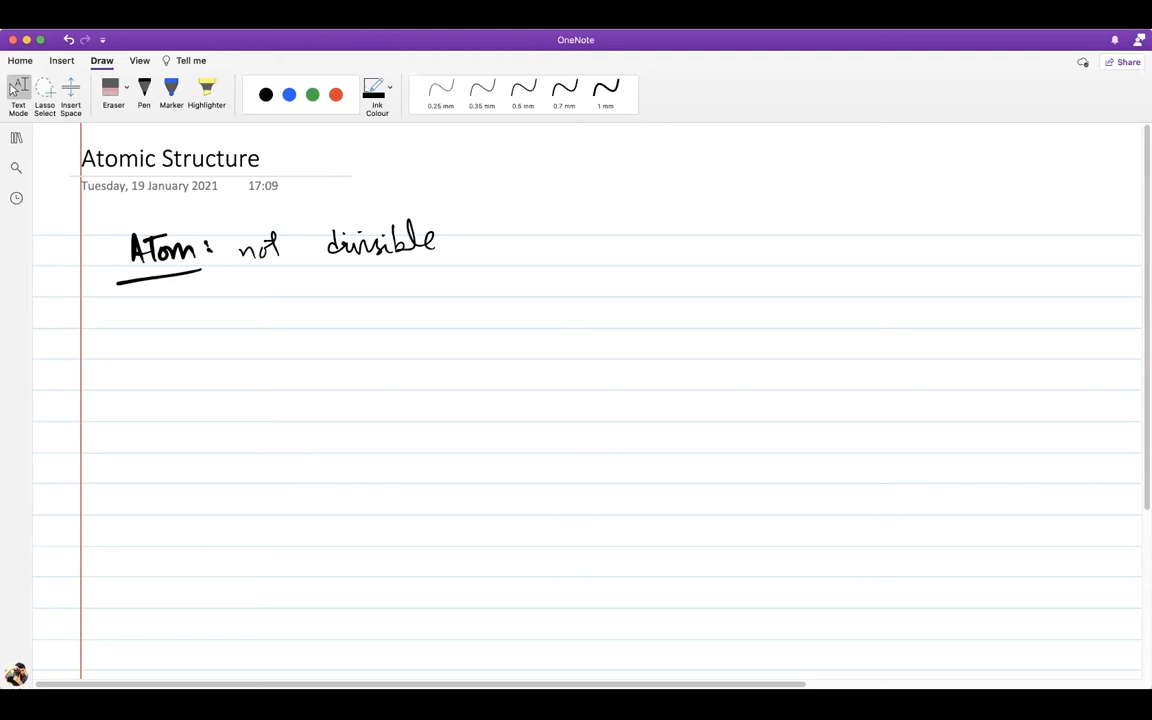 OneNote
Home Insert Draw View Tell me
Share
Text Mode
Lasso Select
Insert Space
Eraser
Pen
Marker
Highlighter
Ink Colour
0.25 mm
0.35 mm
0.5 mm
0.7 mm
1 mm
Atomic Structure
Tuesday, 19 January 2021 17:09
ATom: not divisible